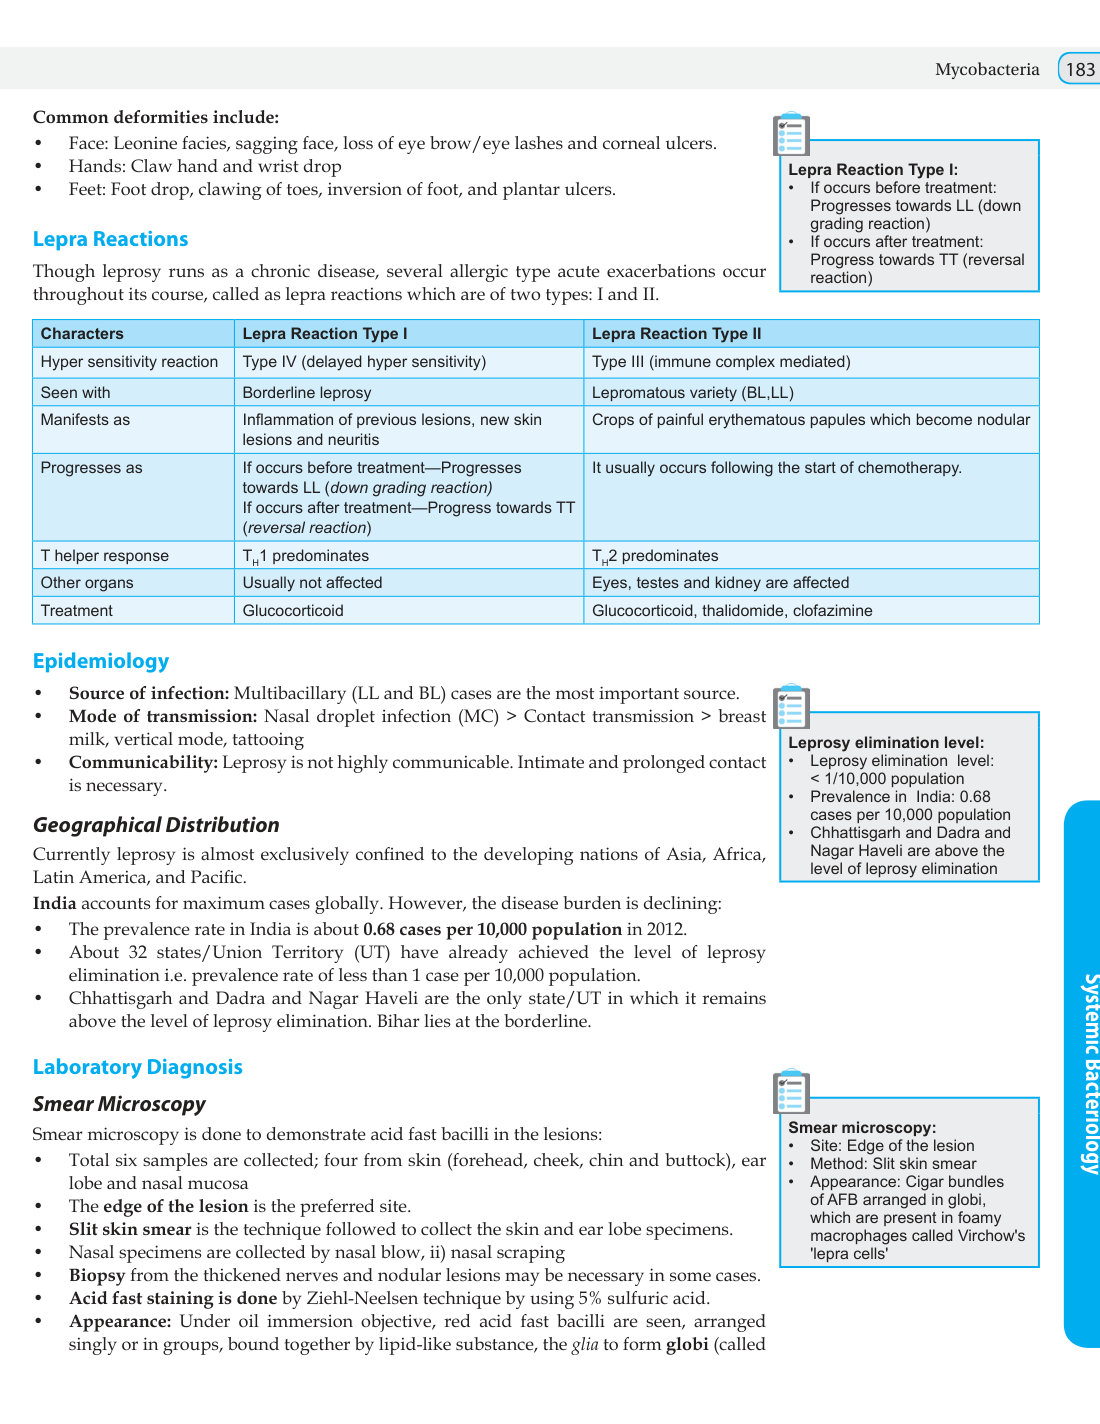 Mycobacteria 183
Common deformities include:
• Face: Leonine facies, sagging face, loss of eye brow/eye lashes and corneal ulcers.
• Hands: Claw hand and wrist drop
• Feet: Foot drop, clawing of toes, inversion of foot, and plantar ulcers.
Lepra Reaction Type I:
• If occurs before treatment:
Progresses towards LL (down
grading reaction)
• If occurs after treatment:
Progress towards TT (reversal
reaction)
Lepra Reactions
Though leprosy runs as a chronic disease, several allergic type acute exacerbations occur
throughout its course, called as lepra reactions which are of two types: I and II.
Characters Lepra Reaction Type I Lepra Reaction Type II
Hyper sensitivity reaction Type IV (delayed hyper sensitivity) Type III (immune complex mediated)
Seen with Borderline leprosy Lepromatous variety (BL,LL)
Manifests as Inflammation of previous lesions, new skin Crops of painful erythematous papules which become nodular
lesions and neuritis
Progresses as If occurs before treatment—Progresses It usually occurs following the start of chemotherapy.
towards LL (down grading reaction)
If occurs after treatment—Progress towards TT
(reversal reaction)
T helper response TH1 predominates TH2 predominates
Other organs Usually not affected Eyes, testes and kidney are affected
Treatment Glucocorticoid Glucocorticoid, thalidomide, clofazimine
Epidemiology
• Source of infection: Multibacillary (LL and BL) cases are the most important source.
• Mode of transmission: Nasal droplet infection (MC) > Contact transmission > breast
milk, vertical mode, tattooing
• Communicability: Leprosy is not highly communicable. Intimate and prolonged contact
is necessary.
Leprosy elimination level:
• Leprosy elimination level:
< 1/10,000 population
• Prevalence in India: 0.68
cases per 10,000 population
• Chhattisgarh and Dadra and
Nagar Haveli are above the
level of leprosy elimination
Geographical Distribution
Currently leprosy is almost exclusively confined to the developing nations of Asia, Africa,
Latin America, and Pacific.
India accounts for maximum cases globally. However, the disease burden is declining:
• The prevalence rate in India is about 0.68 cases per 10,000 population in 2012.
• About 32 states/Union Territory (UT) have already achieved the level of leprosy
elimination i.e. prevalence rate of less than 1 case per 10,000 population.
• Chhattisgarh and Dadra and Nagar Haveli are the only state/UT in which it remains
above the level of leprosy elimination. Bihar lies at the borderline.
Laboratory Diagnosis
Smear Microscopy
Smear microscopy is done to demonstrate acid fast bacilli in the lesions:
• Total six samples are collected; four from skin (forehead, cheek, chin and buttock), ear
lobe and nasal mucosa
• The edge of the lesion is the preferred site.
• Slit skin smear is the technique followed to collect the skin and ear lobe specimens.
• Nasal specimens are collected by nasal blow, ii) nasal scraping
• Biopsy from the thickened nerves and nodular lesions may be necessary in some cases.
• Acid fast staining is done by Ziehl-Neelsen technique by using 5% sulfuric acid.
• Appearance: Under oil immersion objective, red acid fast bacilli are seen, arranged
singly or in groups, bound together by lipid-like substance, the glia to form globi (called
Smear microscopy:
• Site: Edge of the lesion
• Method: Slit skin smear
• Appearance: Cigar bundles
of AFB arranged in globi,
which are present in foamy
macrophages called Virchow's
'lepra cells'
Systemic Bacteriology